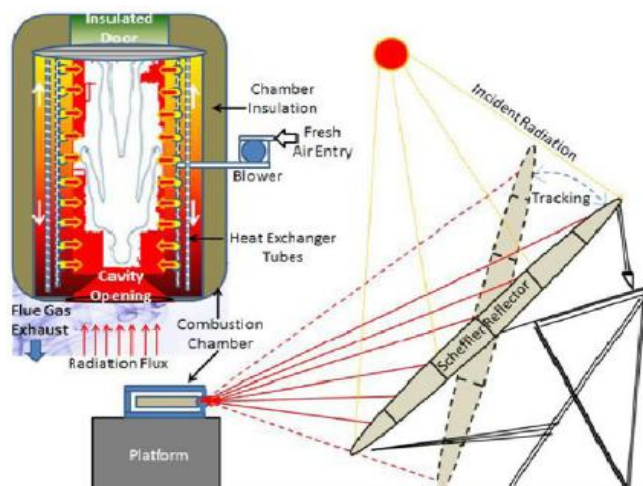 Insulated
Door
Chamber
Insulation
Fresh
Air Entry
Blower
Heat Exchanger
Tubes
Cavity
Opening
Flue Gas
Exhaust
Combustion
Chamber
Radiation Flux
Platform
Incident Radiation
Tracking
Scheffler Reflector